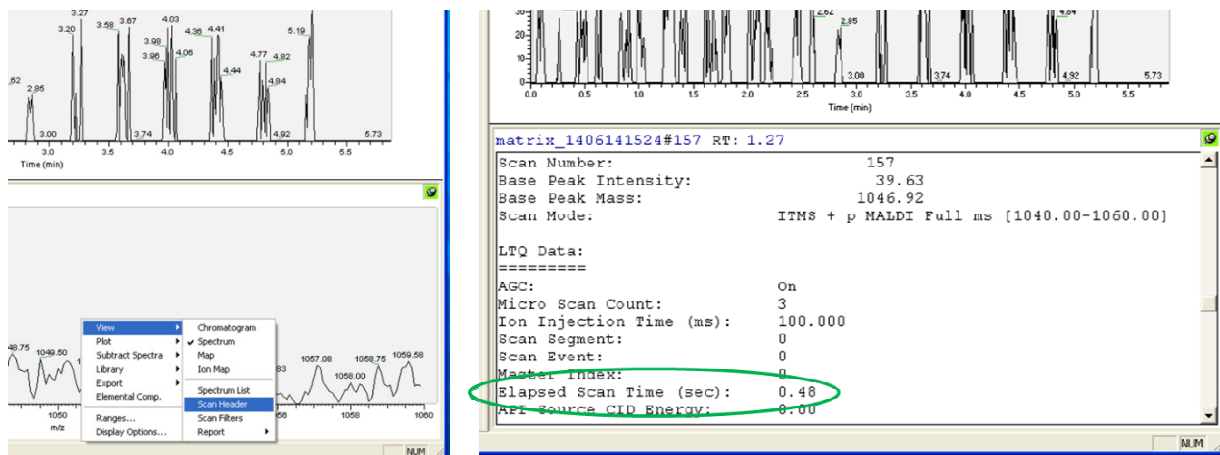 3.27
4.03
3.20
3.58
3.67
3.98
4.36
4.41
5.19
3.96
4.06
4.77
4.82
4.44
4.84
.62
2.85
3.00
3.74
4.92
5.73
3.0 3.5 4.0 4.5 5.0 5.5
Time (min)
48.75
1049.50
1057.08
1058.75
1059.58
1058.00
1050
1058
1060
m/z
View
Plot
Subtract Spectra
Library
Export
Elemental Comp.
Ranges...
Display Options...
Chromatogram
Spectrum
Map
Ion Map
Spectrum List
Scan Header
Scan Filters
Report
NUM
20
10
0
2.62
2.85
4.84
3.08
3.74
4.92
5.73
0.0 0.5 1.0 1.5 2.0 2.5 3.0 3.5 4.0 4.5 5.0 5.5
Time (min)
matrix_1406141524#157 RT: 1.27
Scan Number: 157
Base Peak Intensity: 39.63
Base Peak Mass: 1046.92
Scan Mode: ITMS + p MALDI Full ms [1040.00-1060.00]
LTQ Data:
=========
AGC: On
Micro Scan Count: 3
Ion Injection Time (ms): 100.000
Scan Segment: 0
Scan Event: 0
Master Index: 0
Elapsed Scan Time (sec): 0.48
API Source CID Energy: 0.00
NUM